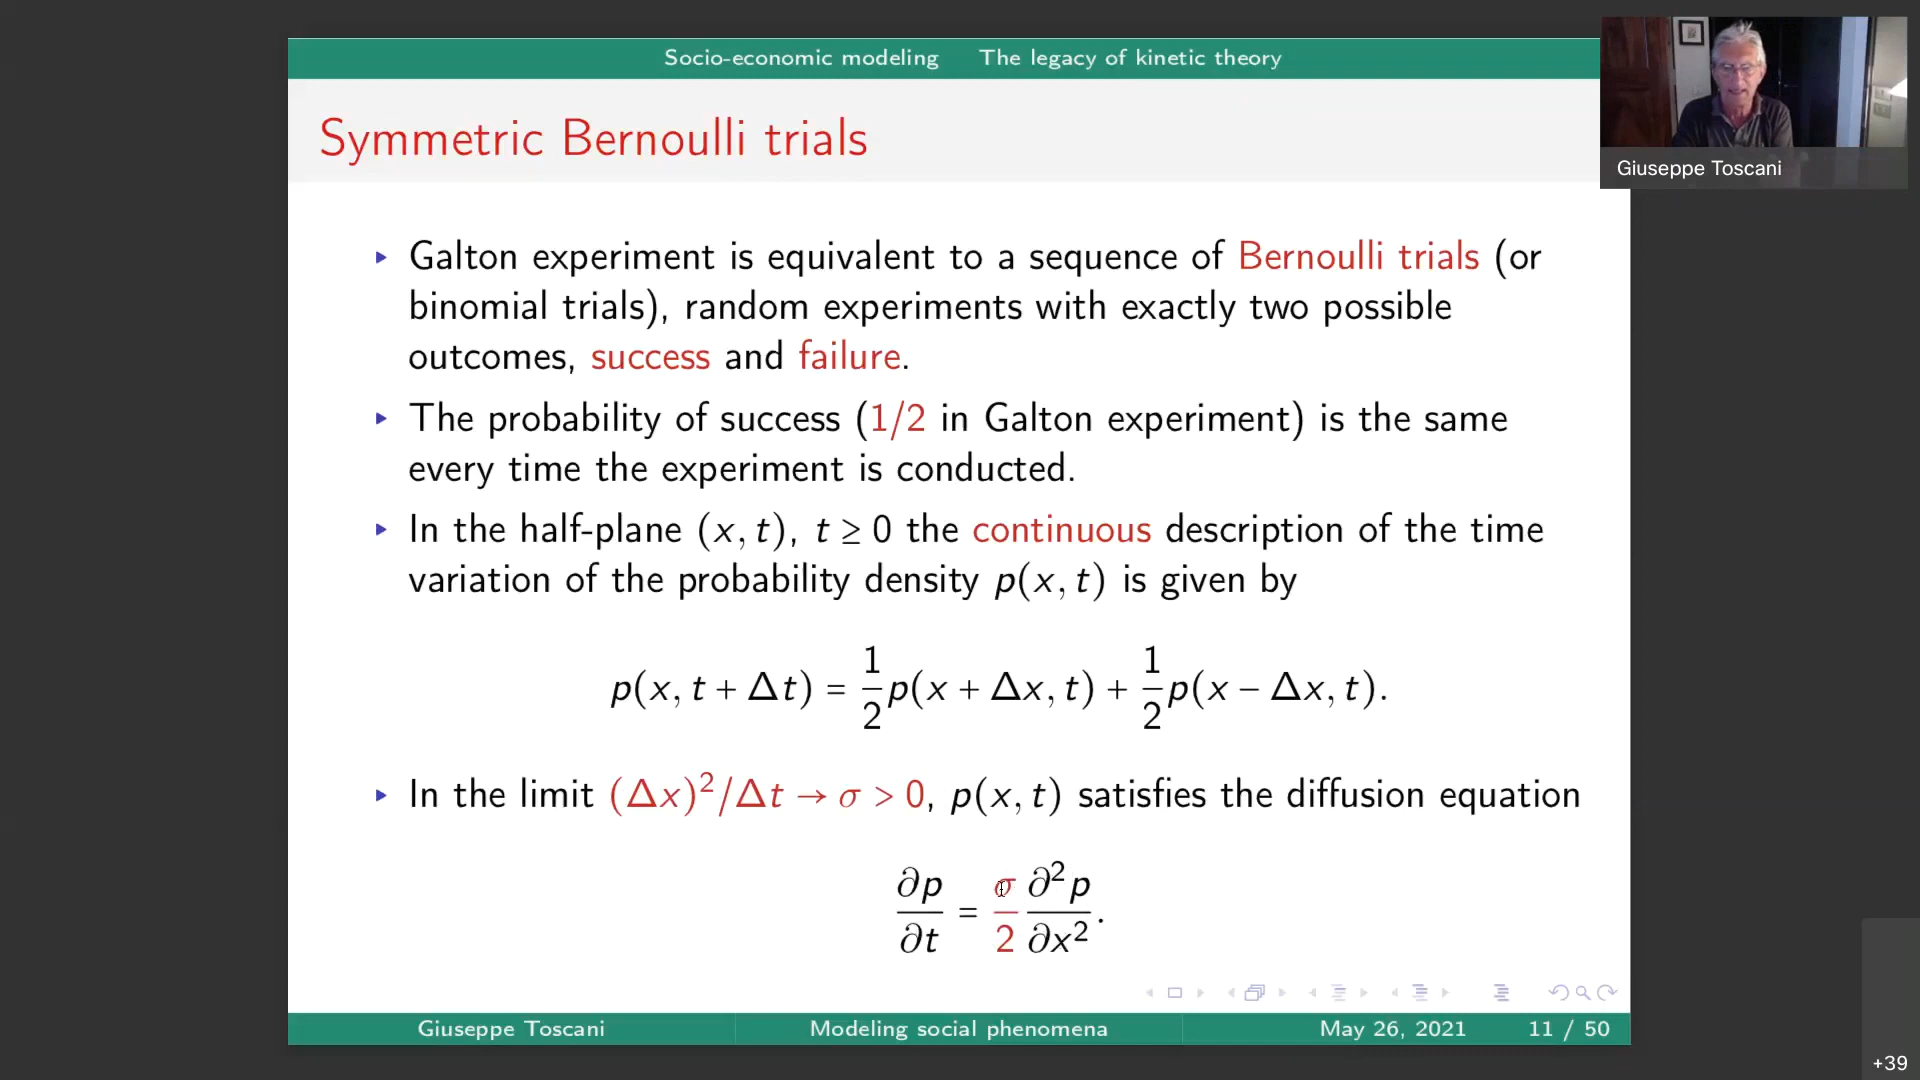 Socio-economic modeling The legacy of kinetic theory
Symmetric Bernoulli trials
Giuseppe Toscani
▸ Galton experiment is equivalent to a sequence of Bernoulli trials (or
binomial trials), random experiments with exactly two possible
outcomes, success and failure.
▸ The probability of success (1/2 in Galton experiment) is the same
every time the experiment is conducted.
▸ In the half-plane (x, t), t ≥ 0 the continuous description of the time
variation of the probability density p(x, t) is given by
p(x, t + Δt) = 1/2 p(x + Δx, t) + 1/2 p(x − Δx, t).
▸ In the limit (Δx)²/Δt → σ > 0, p(x, t) satisfies the diffusion equation
∂p/∂t = σ/2 ∂²p/∂x².
Giuseppe Toscani Modeling social phenomena May 26, 2021 11 / 50
+39